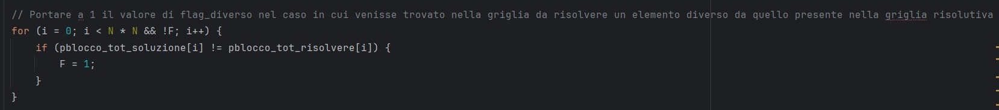 // Portare a 1 il valore di flag_diverso nel caso in cui venisse trovato nella griglia da risolvere un elemento diverso da quello presente nella griglia risolutiva
for (i = 0; i < N * N && !F; i++) {
    if (pblocco_tot_soluzione[i] != pblocco_tot_risolvere[i]) {
        F = 1;
    }
}